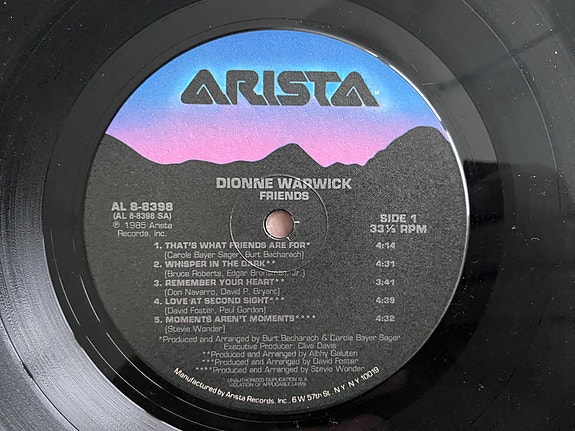 ARISTA
DIONNE WARWICK
FRIENDS
AL 8-8398
(AL 8-8398 SA)
℗ 1985 Arista
Records, Inc.
SIDE 1
33⅓ RPM
1. THAT'S WHAT FRIENDS ARE FOR* 4:14
(Carole Bayer Sager, Burt Bacharach)
2. WHISPER IN THE DARK** 4:31
(Bruce Roberts, Edgar Bronfman, Jr.)
3. REMEMBER YOUR HEART** 3:41
(Don Navarro, David P. Bryant)
4. LOVE AT SECOND SIGHT*** 4:39
(David Foster, Paul Gordon)
5. MOMENTS AREN'T MOMENTS**** 4:32
(Stevie Wonder)
*Produced and Arranged by Burt Bacharach & Carole Bayer Sager
Executive Producer: Clive Davis
**Produced and Arranged by Albhy Galuten
***Produced and Arranged by David Foster
****Produced and Arranged by Stevie Wonder
UNAUTHORIZED DUPLICATION IS A
VIOLATION OF APPLICABLE LAWS
Manufactured by Arista Records, Inc., 6 W 57th St., N.Y., N.Y. 10019